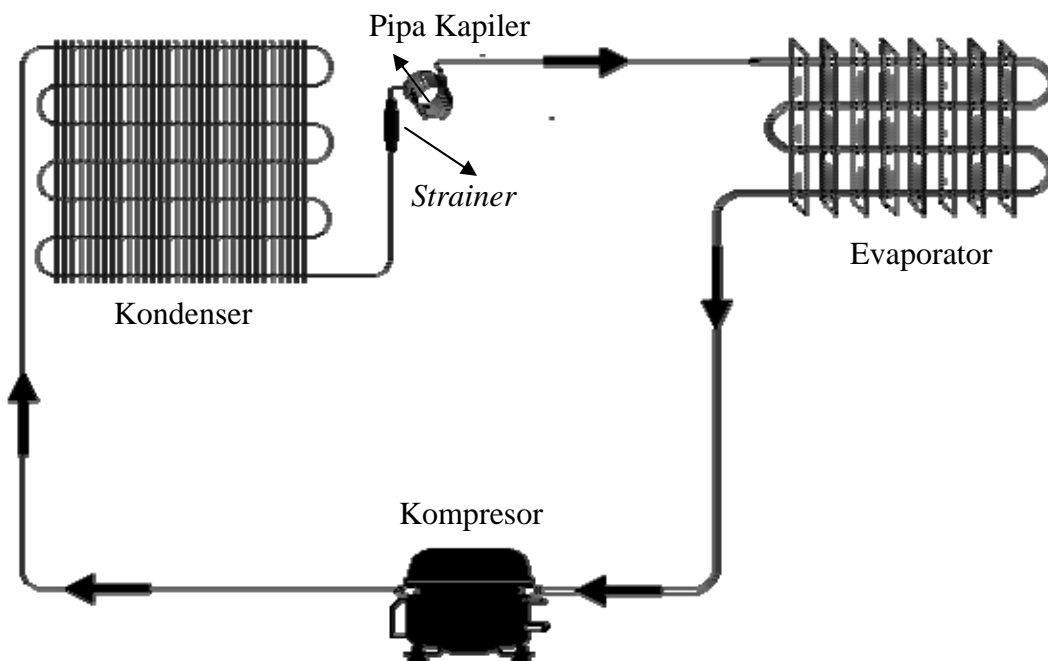 Pipa Kapiler
Strainer
Evaporator
Kondenser
Kompresor